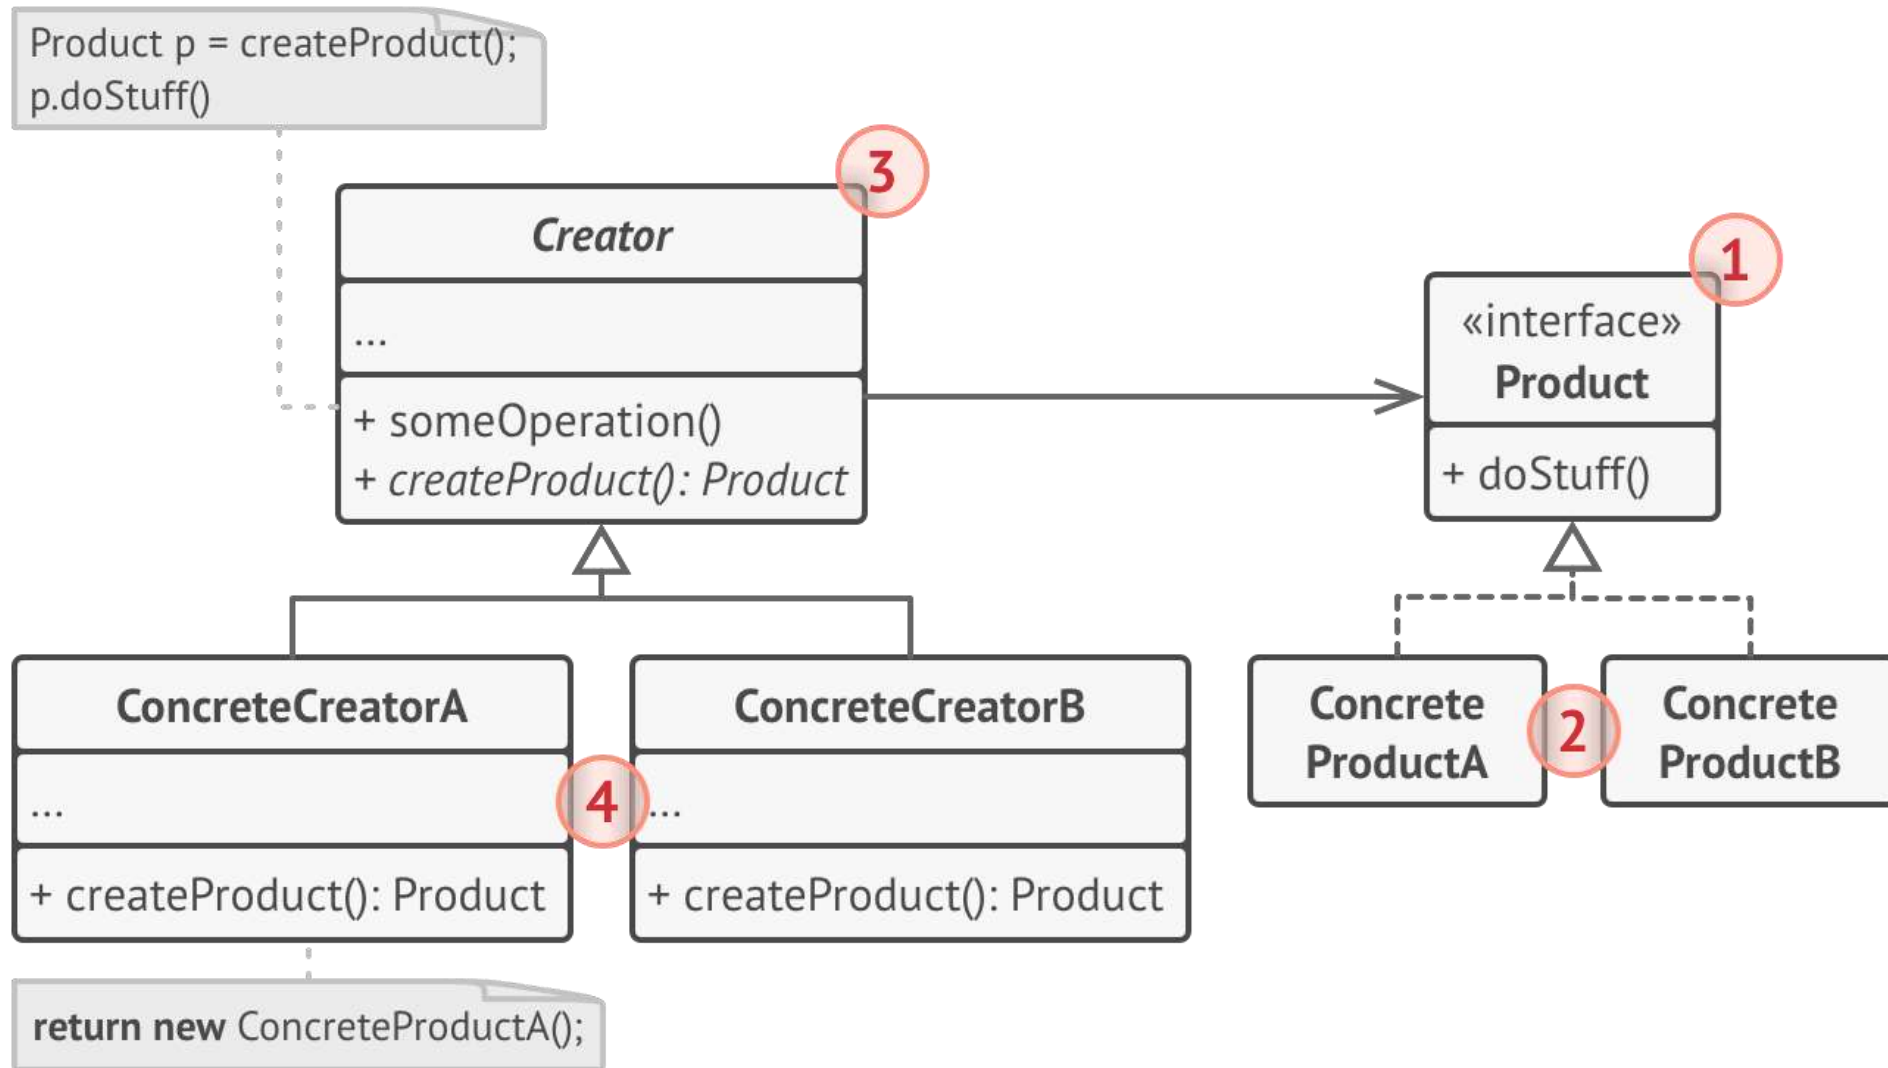 Product p = createProduct();
p.doStuff()
3
Creator
...
+ someOperation()
+ createProduct(): Product
1
«interface»
Product
+ doStuff()
ConcreteCreatorA
...
+ createProduct(): Product
4
ConcreteCreatorB
...
+ createProduct(): Product
Concrete
ProductA
2
Concrete
ProductB
return new ConcreteProductA();